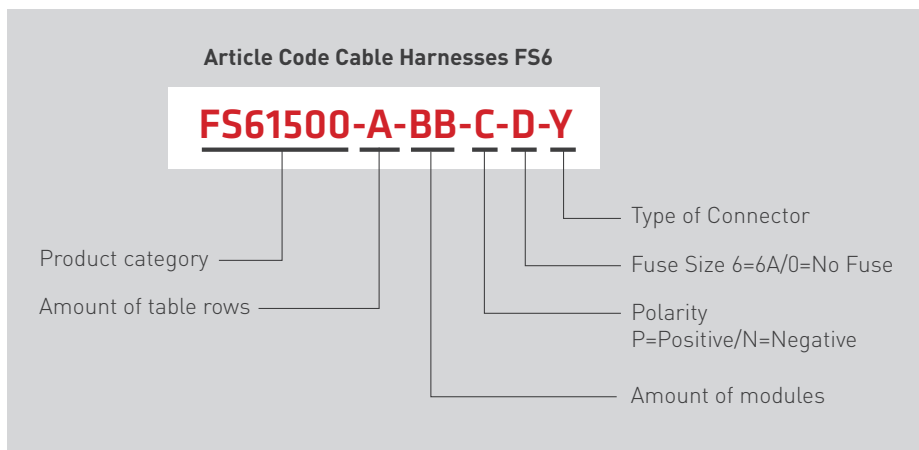 Article Code Cable Harnesses FS6
FS61500-A-BB-C-D-Y
Type of Connector
Product category
Fuse Size 6=6A/0=No Fuse
Amount of table rows
Polarity
P=Positive/N=Negative
Amount of modules